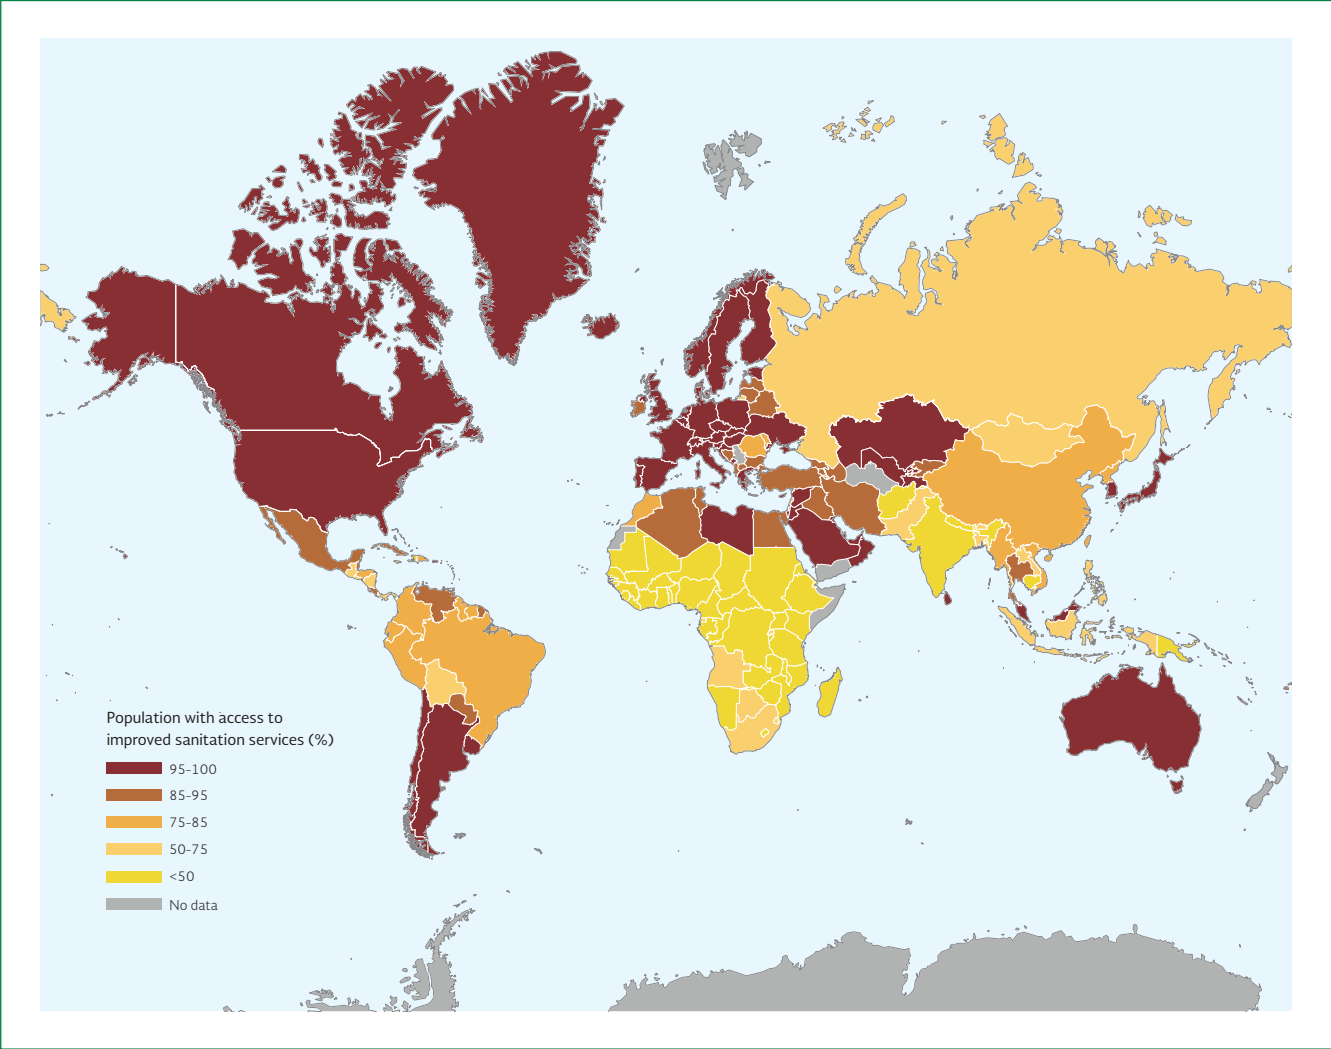 Population with access to
improved sanitation services (%)
95-100
85-95
75-85
50-75
<50
No data